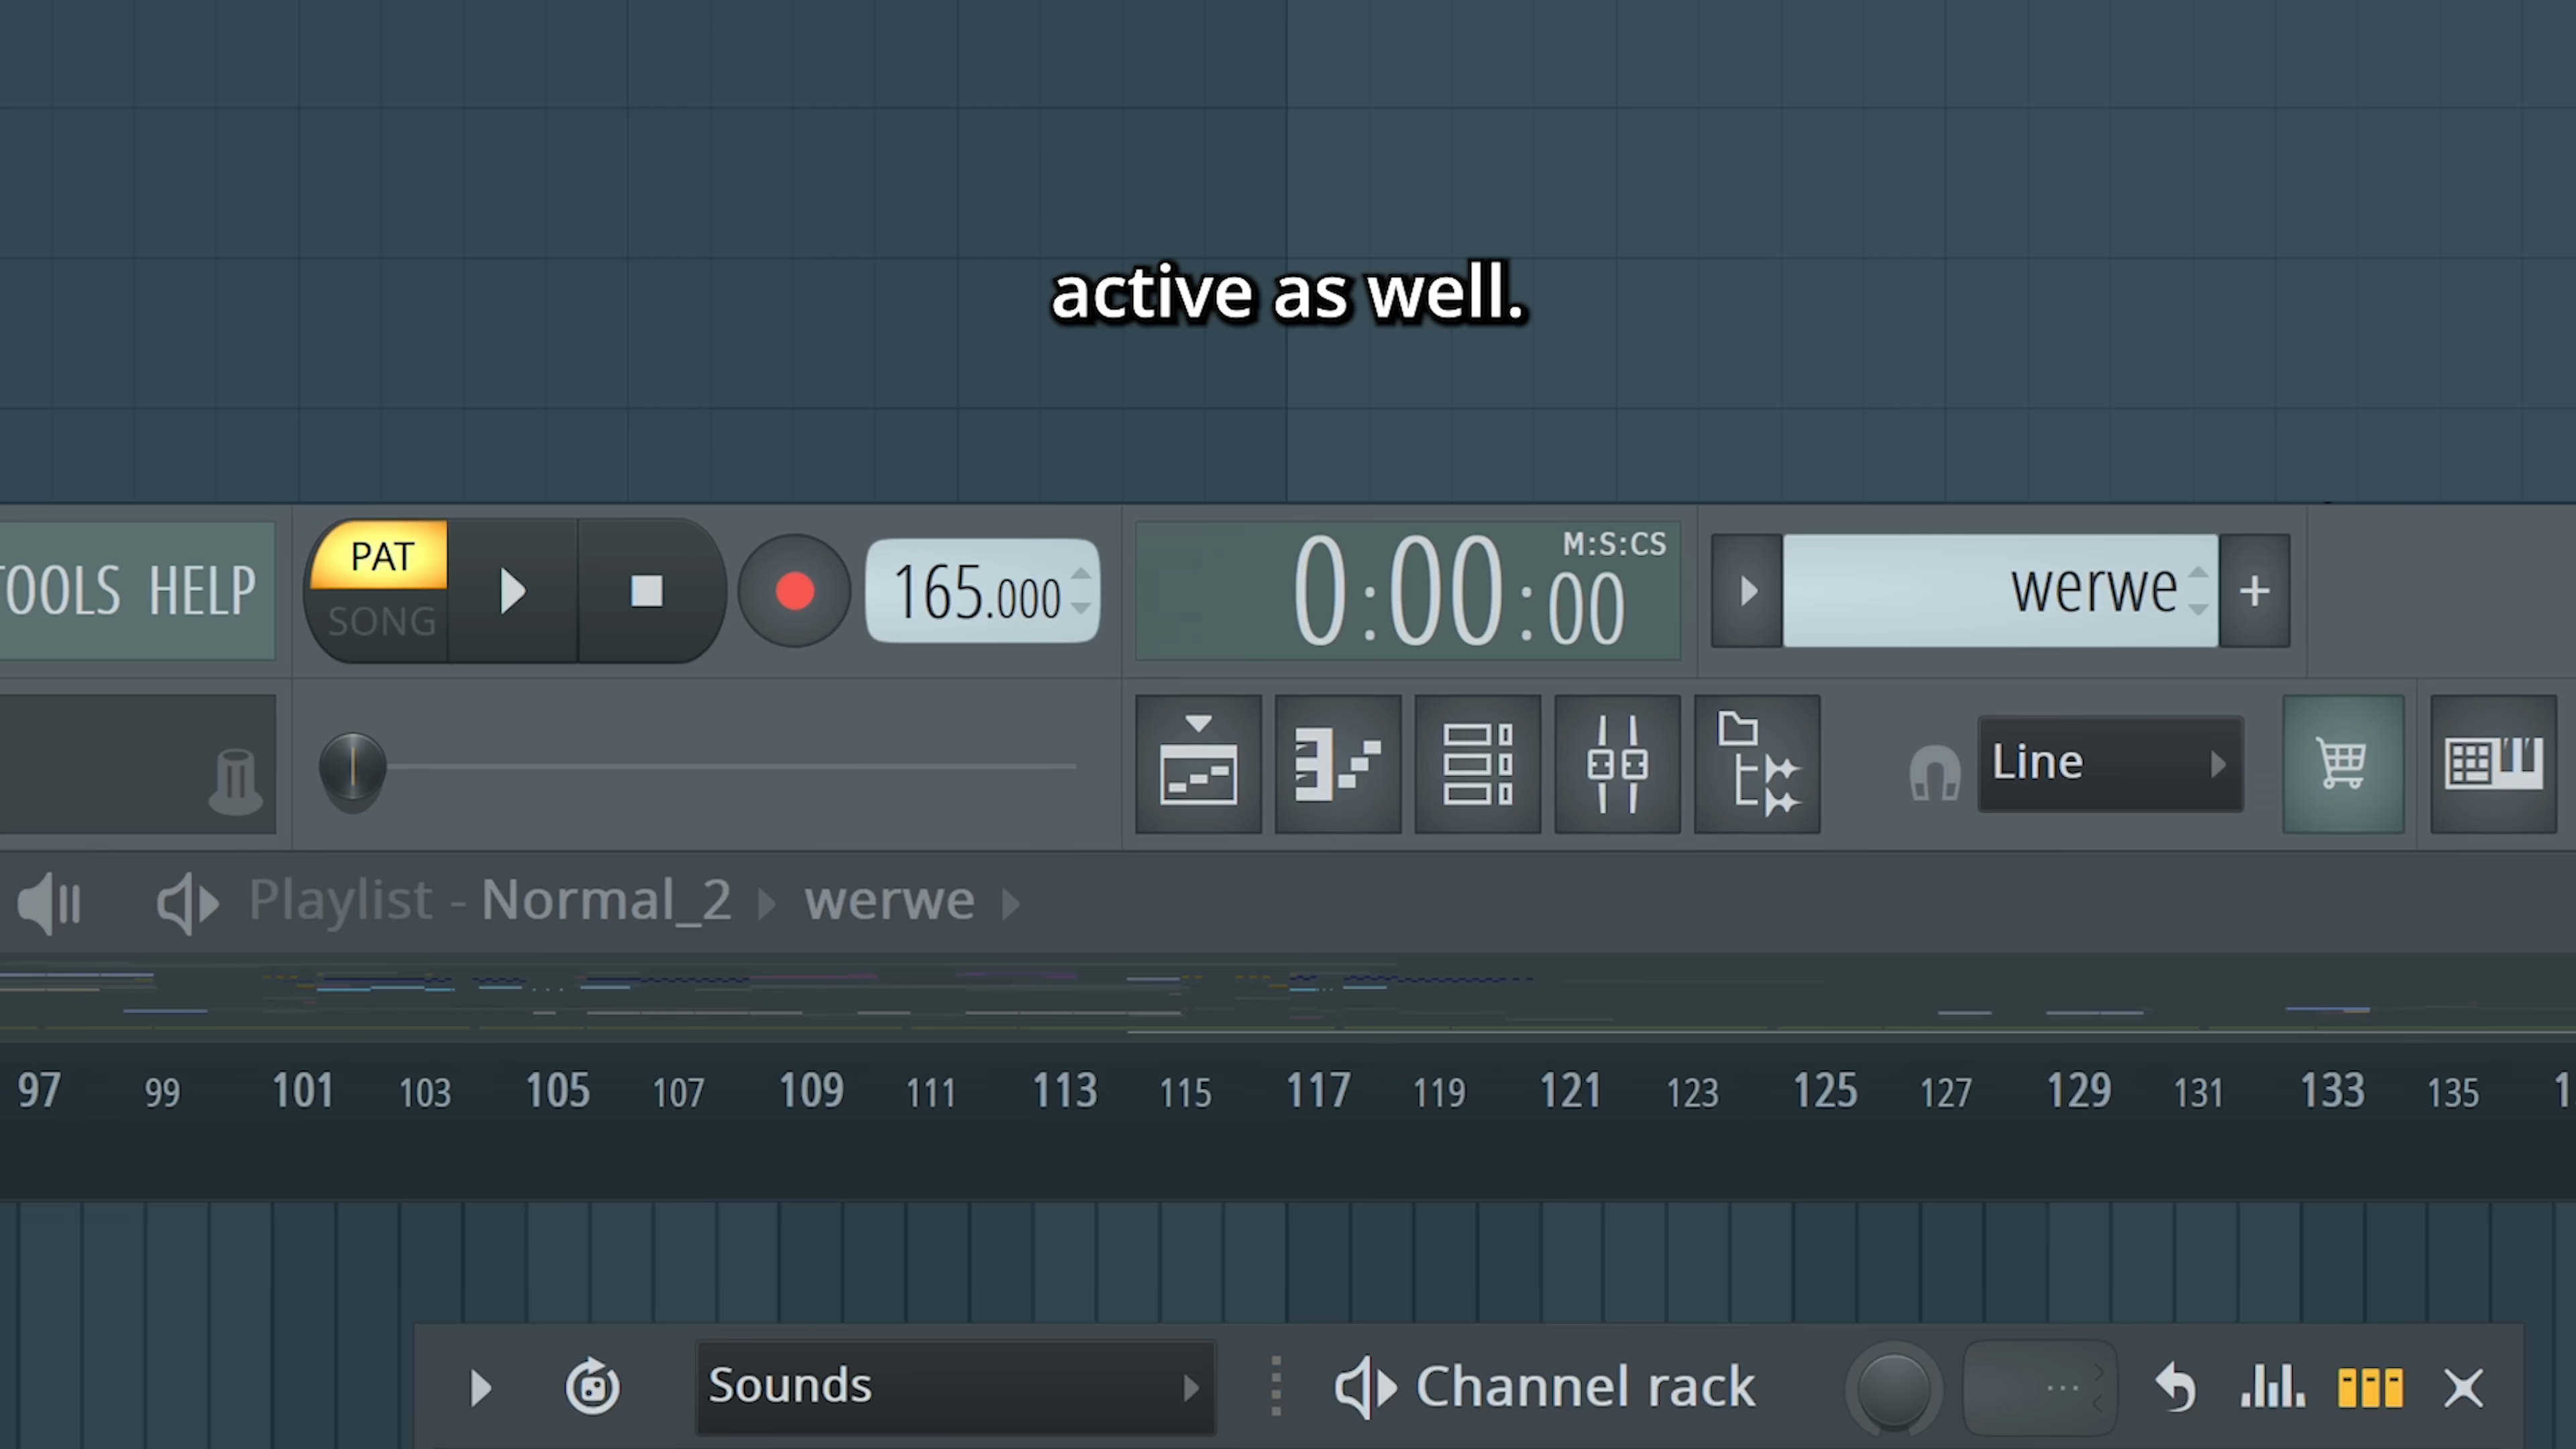 active as well.
TOOLS HELP
PAT
SONG
165.000
0:00:00
M:S:CS
werwe
+
Line
Playlist - Normal_2 werwe
97 99 101 103 105 107 109 111 113 115 117 119 121 123 125 127 129 131 133 135
Sounds
Channel rack
...